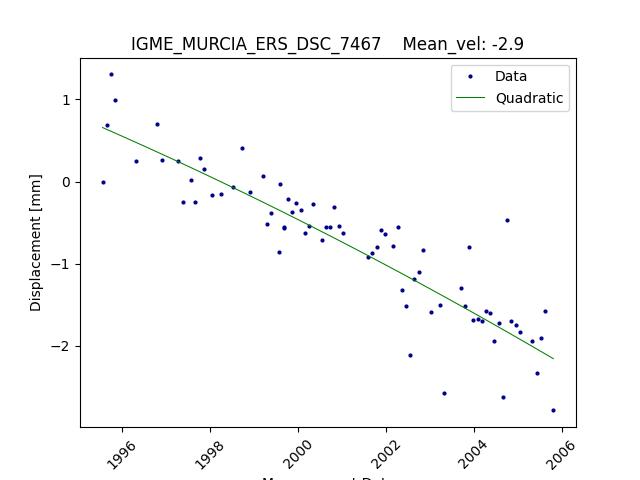 IGME_MURCIA_ERS_DSC_7467 Mean_vel: -2.9
Data
Quadratic
Displacement [mm]
1
0
−1
−2
1996
1998
2000
2002
2004
2006